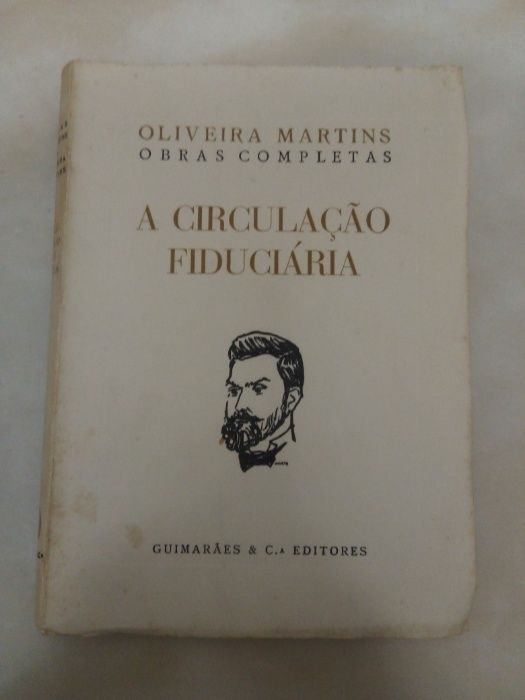 OLIVEIRA MARTINS
OBRAS COMPLETAS
A CIRCULAÇÃO
FIDUCIÁRIA
GUIMARÃES & C.ᴬ EDITORES